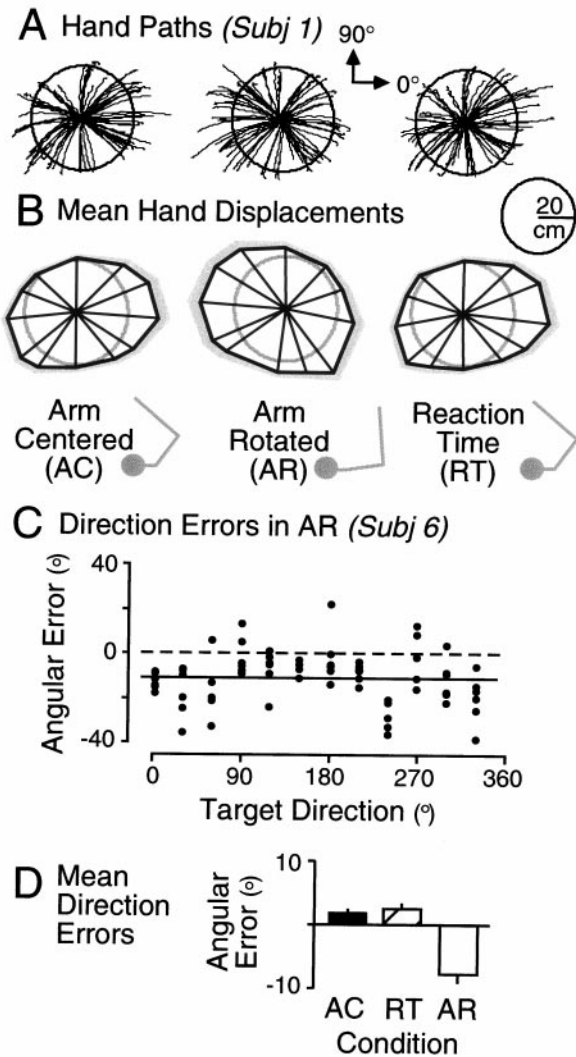 A Hand Paths (Subj 1)
90°
0°
B Mean Hand Displacements
20
cm
Arm
Centered
(AC)
Arm
Rotated
(AR)
Reaction
Time
(RT)
C Direction Errors in AR (Subj 6)
Angular Error (°)
40
0
-40
0 90 180 270 360
Target Direction (°)
D Mean
Direction
Errors
Angular
Error (°)
10
-10
AC RT AR
Condition